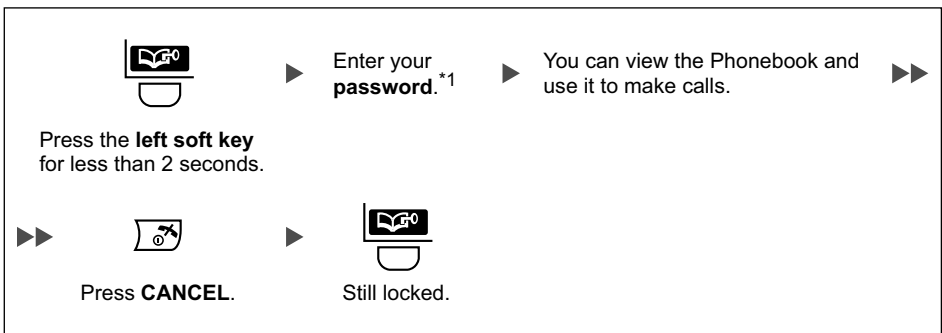 Enter your
password.*1
You can view the Phonebook and
use it to make calls.
Press the left soft key
for less than 2 seconds.
Press CANCEL.
Still locked.